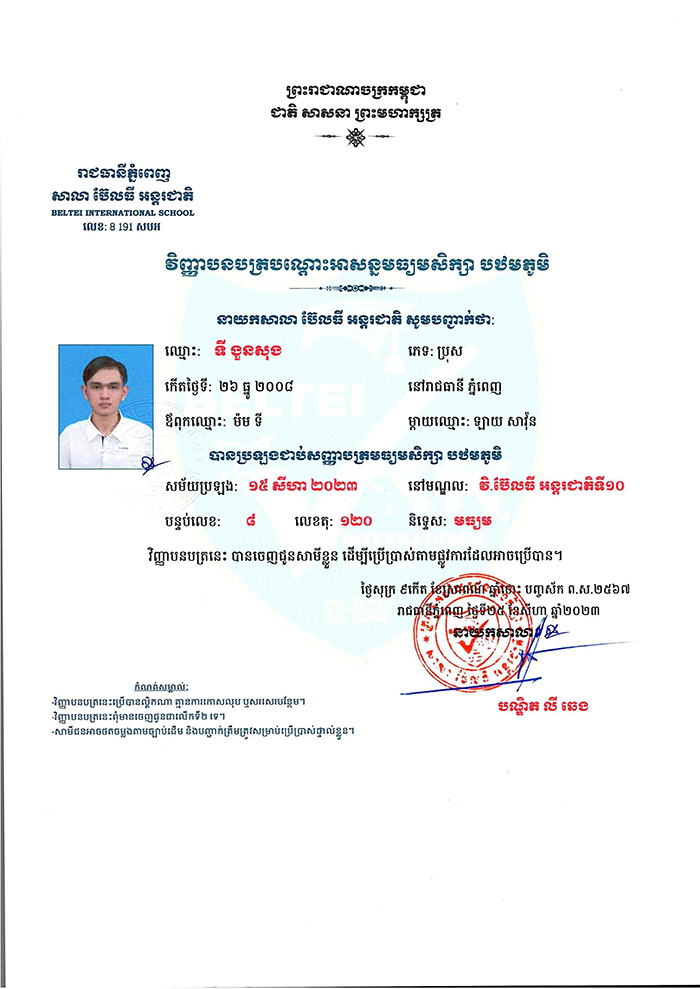 ព្រះរាជាណាចក្រកម្ពុជា
ជាតិ សាសនា ព្រះមហាក្សត្រ
រាជធានីភ្នំពេញ
សាលា ប៊ែលធី អន្តរជាតិ
BELTEI INTERNATIONAL SCHOOL
លេខ: 8 191 សបអ
វិញ្ញាបនបត្របណ្តោះអាសន្នមធ្យមសិក្សា បឋមភូមិ
នាយកសាលា ប៊ែលធី អន្តរជាតិ សូមបញ្ជាក់ថា:
ឈ្មោះ: ទី ងួនសុង ភេទ: ប្រុស
កើតថ្ងៃទី: ២៦ ធ្នូ ២០០៨ នៅរាជធានី ភ្នំពេញ
ឪពុកឈ្មោះ: ម៉ម ទី ម្តាយឈ្មោះ: ឡាយ សាវ៉ុន
បានប្រឡងជាប់សញ្ញាបត្រមធ្យមសិក្សា បឋមភូមិ
សម័យប្រឡង: ១៥ សីហា ២០២៣ នៅមណ្ឌល: វិ.ប៊ែលធី អន្តរជាតិទី១០
បន្ទប់លេខ: ៨ លេខតុ: ១២០ និទ្ទេស: មធ្យម
វិញ្ញាបនបត្រនេះ បានចេញជូនសាមីខ្លួន ដើម្បីប្រើប្រាស់តាមផ្លូវការដែលអាចប្រើបាន។
ថ្ងៃសុក្រ ៩កើត ខែស្រាពណ៍ ឆ្នាំថោះ បញ្ចស័ក ព.ស.២៥៦៧
រាជធានីភ្នំពេញ ថ្ងៃទី២៥ ខែសីហា ឆ្នាំ២០២៣
នាយកសាលា
បណ្ឌិត លី ឆេង
កំណត់សម្គាល់:
-វិញ្ញាបនបត្រនេះប្រើបានល្គឹកណា គ្មានការកោសលុប ឬសរសេរបន្ថែម។
-វិញ្ញាបនបត្រនេះពុំមានចេញជូនជាលើកទី២ ទេ។
-សាមីជនអាចថតចម្លងតាមច្បាប់ដើម និងបញ្ជាក់ត្រឹមត្រូវសម្រាប់ប្រើប្រាស់ផ្ទាល់ខ្លួន។